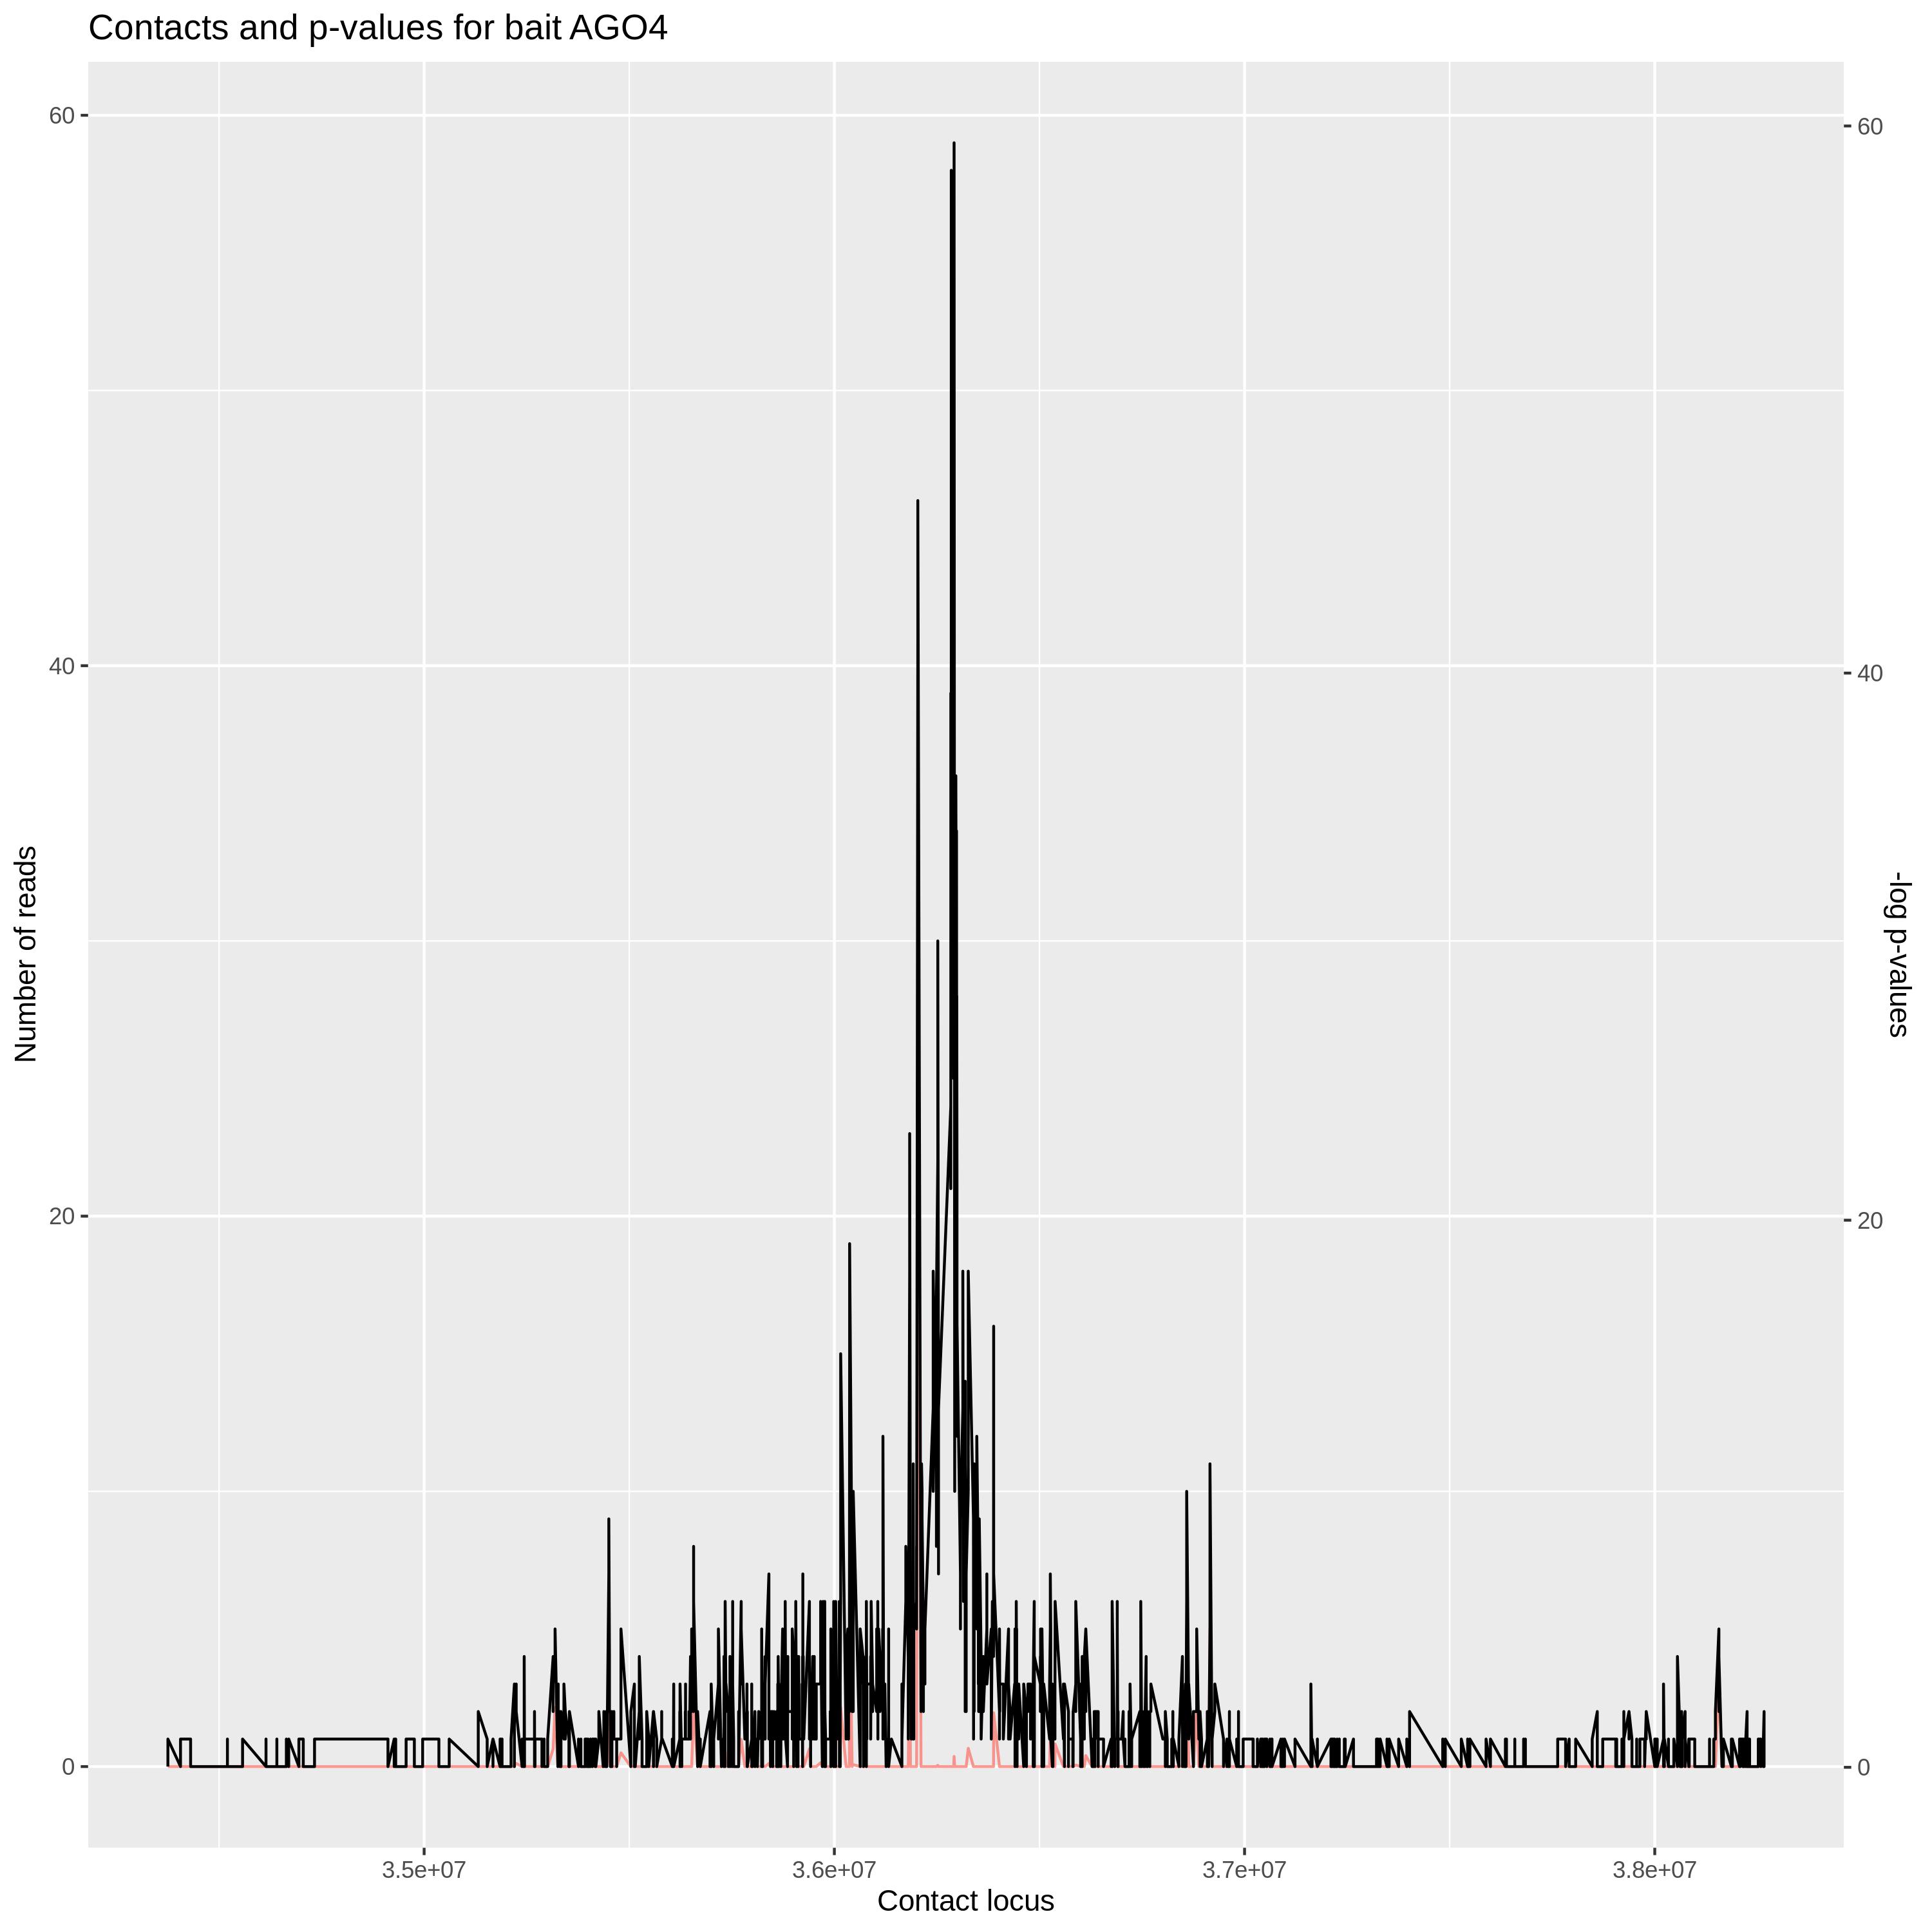 Contacts and p-values for bait AGO4
60
40
20
0
Number of reads
60
40
20
0
-log p-values
3.5e+07
3.6e+07
3.7e+07
3.8e+07
Contact locus